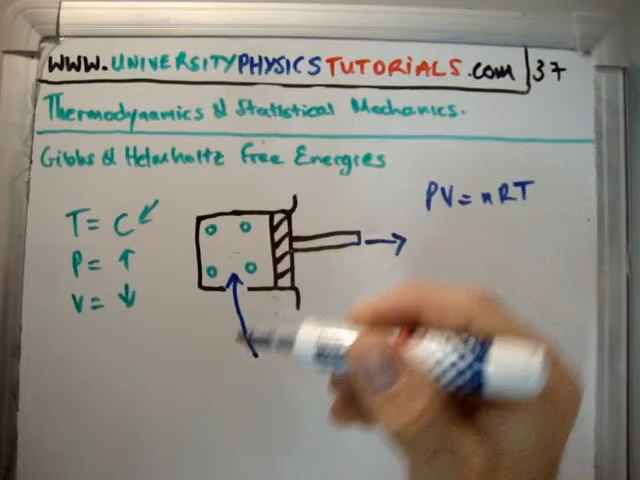 WWW.UNIVERSITYPHYSICSTUTORIALS.COM 37
Thermodynamics & Statistical Mechanics.
Gibbs & Helmholtz Free Energies
PV = nRT
T = C ↙
P = ↑
V = ↓